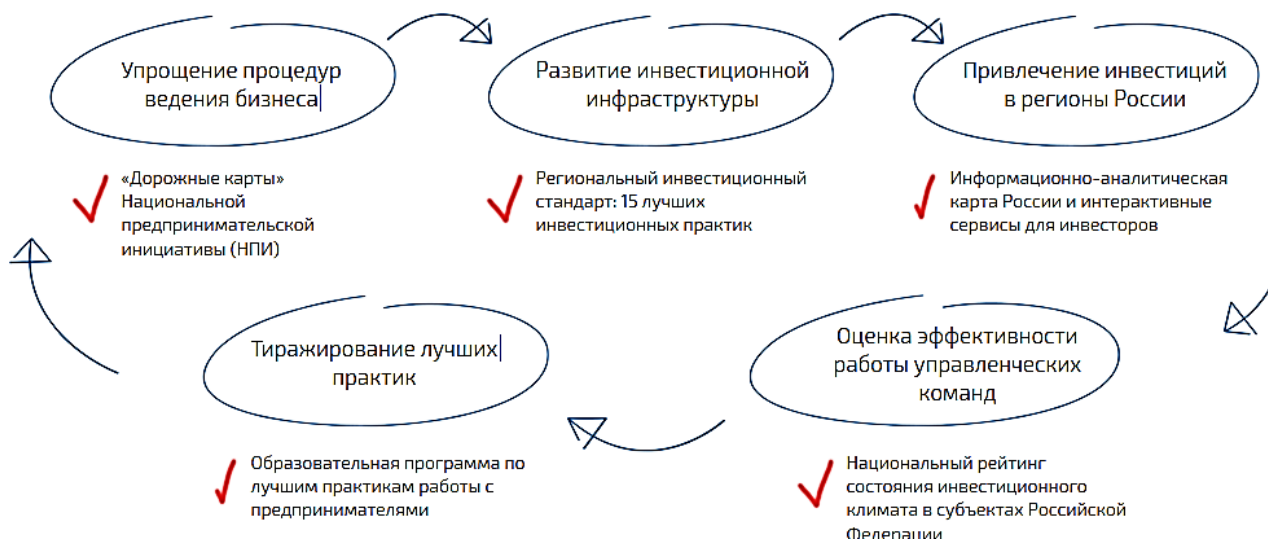 Упрощение процедур
ведения бизнеса
«Дорожные карты»
Национальной
предпринимательской
инициативы (НПИ)
Развитие инвестиционной
инфраструктуры
Региональный инвестиционный
стандарт: 15 лучших
инвестиционных практик
Привлечение инвестиций
в регионы России
Информационно-аналитическая
карта России и интерактивные
сервисы для инвесторов
Тиражирование лучших
практик
Образовательная программа по
лучшим практикам работы с
предпринимателями
Оценка эффективности
работы управленческих
команд
Национальный рейтинг
состояния инвестиционного
климата в субъектах Российской
Федерации